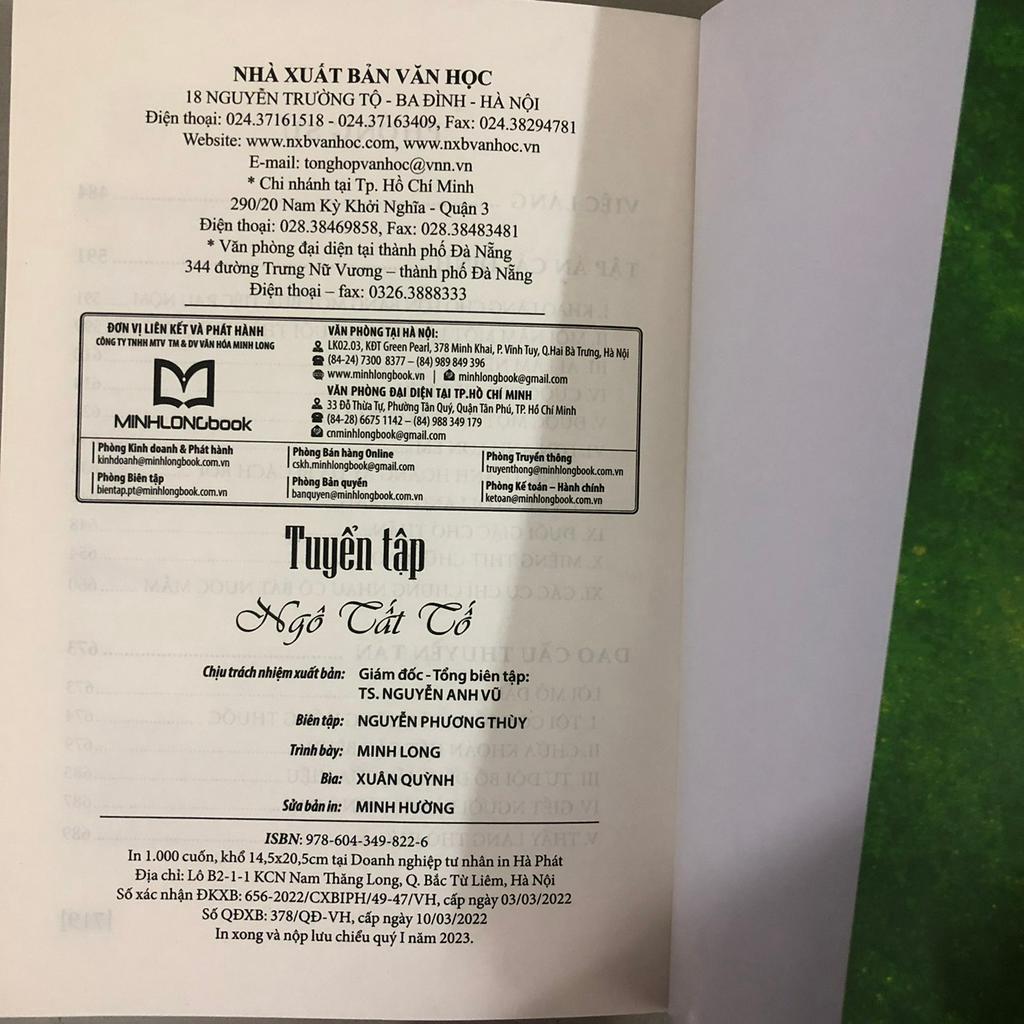 NHÀ XUẤT BẢN VĂN HỌC
18 NGUYỄN TRƯỜNG TỘ - BA ĐÌNH - HÀ NỘI
Điện thoại: 024.37161518 - 024.37163409, Fax: 024.38294781
Website: www.nxbvanhoc.com, www.nxbvanhoc.vn
E-mail: tonghopvanhoc@vnn.vn
* Chi nhánh tại Tp. Hồ Chí Minh
290/20 Nam Kỳ Khởi Nghĩa - Quận 3
Điện thoại: 028.38469858, Fax: 028.38483481
* Văn phòng đại diện tại thành phố Đà Nẵng
344 đường Trưng Nữ Vương – thành phố Đà Nẵng
Điện thoại – fax: 0326.3888333
ĐƠN VỊ LIÊN KẾT VÀ PHÁT HÀNH
CÔNG TY TNHH MTV TM & DV VĂN HÓA MINH LONG
MINHLONGbook
VĂN PHÒNG TẠI HÀ NỘI:
LK02.03, KĐT Green Pearl, 378 Minh Khai, P. Vĩnh Tuy, Q.Hai Bà Trưng, Hà Nội
(84-24) 7300 8377 – (84) 989 849 396
www.minhlongbook.vn | minhlongbook@gmail.com
VĂN PHÒNG ĐẠI DIỆN TẠI TP.HỒ CHÍ MINH
33 Đỗ Thừa Tự, Phường Tân Quý, Quận Tân Phú, TP. Hồ Chí Minh
(84-28) 6675 1142 – (84) 988 349 179
cnminhlongbook@gmail.com
Phòng Kinh doanh & Phát hành
kinhdoanh@minhlongbook.com.vn
Phòng Bán hàng Online
cskh.minhlongbook@gmail.com
Phòng Truyền thông
truyenthong@minhlongbook.com.vn
Phòng Biên tập
bientap.pt@minhlongbook.com.vn
Phòng Bản quyền
banquyen@minhlongbook.com.vn
Phòng Kế toán – Hành chính
ketoan@minhlongbook.com.vn
Tuyển tập
Ngô Tất Tố
Chịu trách nhiệm xuất bản: Giám đốc - Tổng biên tập:
TS. NGUYỄN ANH VŨ
Biên tập: NGUYỄN PHƯƠNG THÙY
Trình bày: MINH LONG
Bìa: XUÂN QUỲNH
Sửa bản in: MINH HƯỜNG
ISBN: 978-604-349-822-6
In 1.000 cuốn, khổ 14,5x20,5cm tại Doanh nghiệp tư nhân in Hà Phát
Địa chỉ: Lô B2-1-1 KCN Nam Thăng Long, Q. Bắc Từ Liêm, Hà Nội
Số xác nhận ĐKXB: 656-2022/CXBIPH/49-47/VH, cấp ngày 03/03/2022
Số QĐXB: 378/QĐ-VH, cấp ngày 10/03/2022
In xong và nộp lưu chiểu quý I năm 2023.